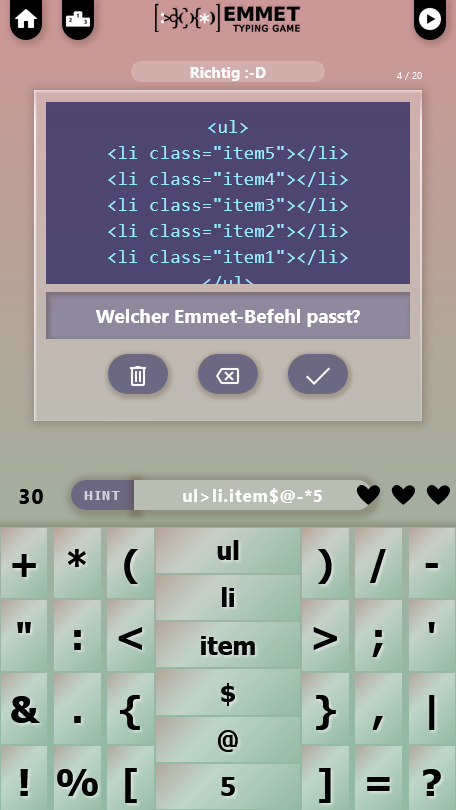 [>:{}{*}]EMMET
TYPING GAME
Richtig :-D
4 / 20
<ul>
<li class="item5"></li>
<li class="item4"></li>
<li class="item3"></li>
<li class="item2"></li>
<li class="item1"></li>
</ul>
Welcher Emmet-Befehl passt?
30 HINT ul>li.item$@-*5
+ * ( ul ) / -
" : < li > ; '
item
& . { $ } , |
@
! % [ 5 ] = ?